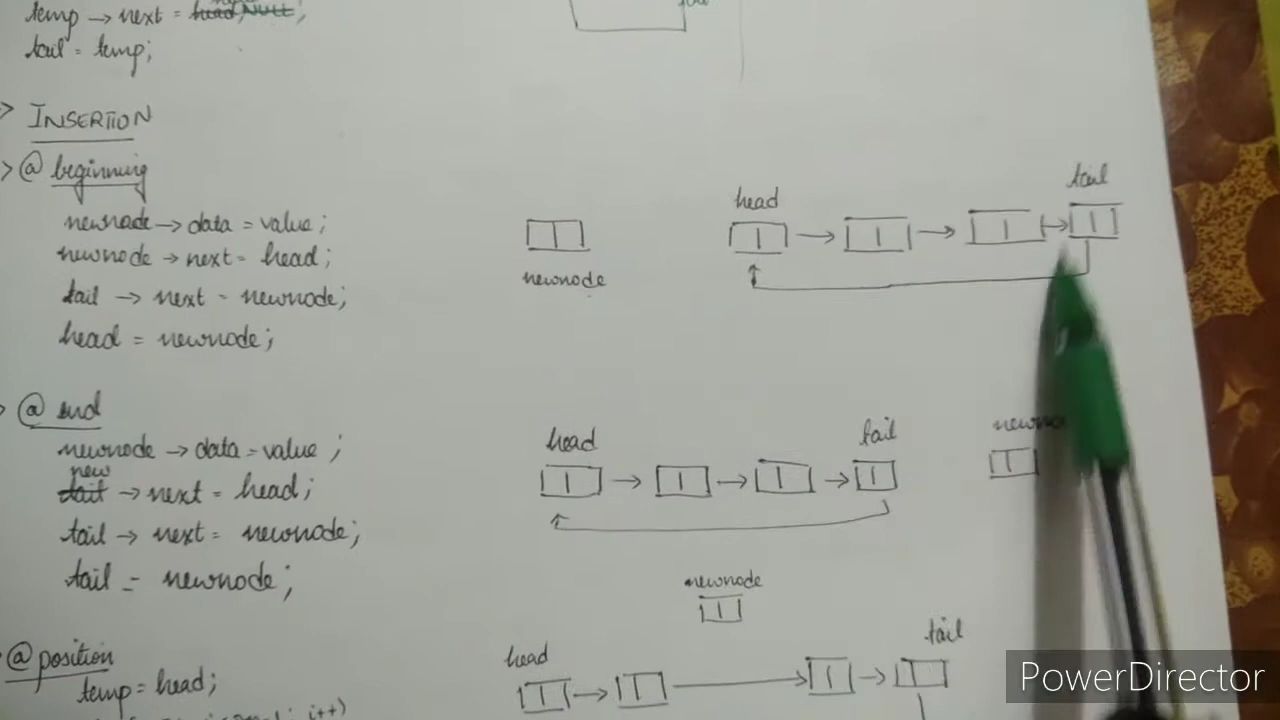 temp → next = head NULL;
tail = temp;
INSERTION
@ beginning
newnode → data = value;
newnode → next = head;
tail → next = newnode;
head = newnode;
newnode
head
tail
@ end
newnode → data = value;
new
tail → next = head;
tail → next = newnode;
tail = newnode;
head
tail
newno
newnode
@ position
temp = head;
i++)
head
tail
PowerDirector